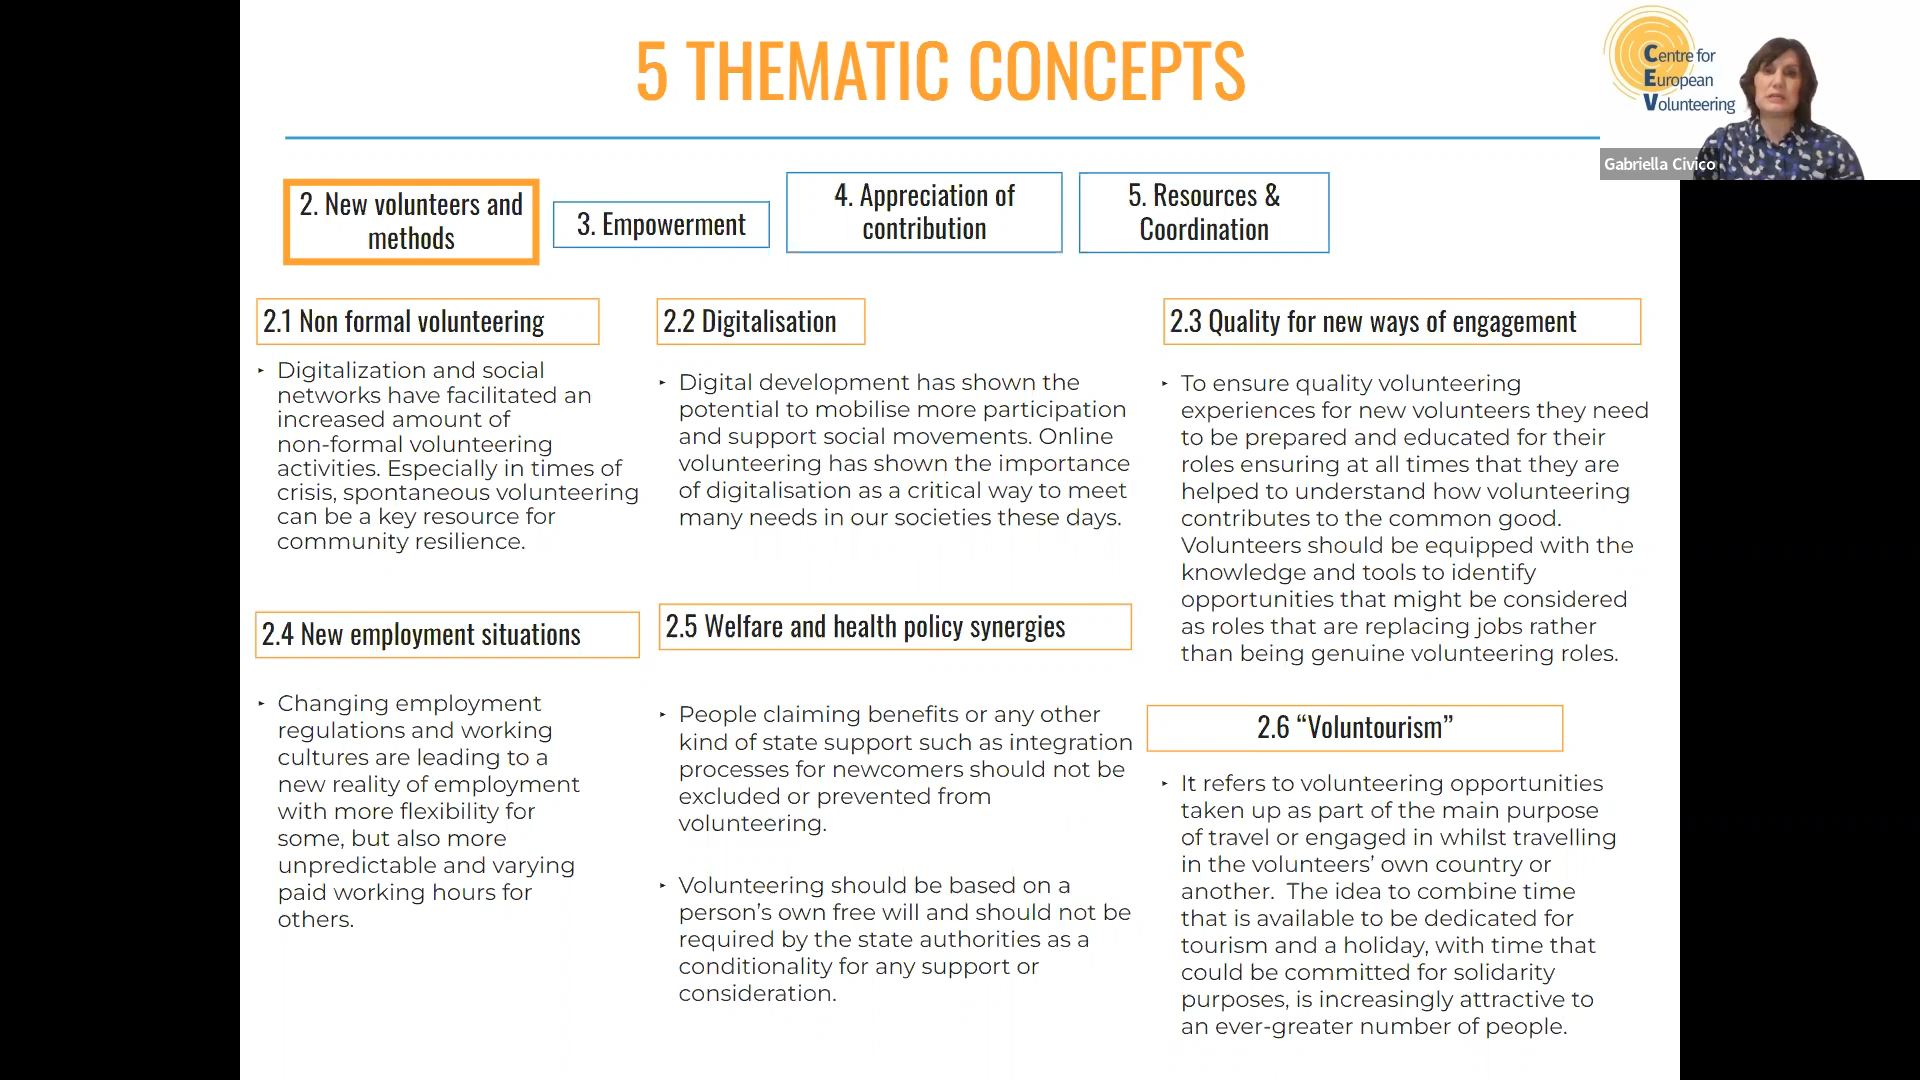 5 THEMATIC CONCEPTS
Centre for
European
Volunteering
Gabriella Civico
2. New volunteers and
methods
3. Empowerment
4. Appreciation of
contribution
5. Resources &
Coordination
2.1 Non formal volunteering
‣ Digitalization and social
networks have facilitated an
increased amount of
non-formal volunteering
activities. Especially in times of
crisis, spontaneous volunteering
can be a key resource for
community resilience.
2.2 Digitalisation
‣ Digital development has shown the
potential to mobilise more participation
and support social movements. Online
volunteering has shown the importance
of digitalisation as a critical way to meet
many needs in our societies these days.
2.3 Quality for new ways of engagement
‣ To ensure quality volunteering
experiences for new volunteers they need
to be prepared and educated for their
roles ensuring at all times that they are
helped to understand how volunteering
contributes to the common good.
Volunteers should be equipped with the
knowledge and tools to identify
opportunities that might be considered
as roles that are replacing jobs rather
than being genuine volunteering roles.
2.4 New employment situations
‣ Changing employment
regulations and working
cultures are leading to a
new reality of employment
with more flexibility for
some, but also more
unpredictable and varying
paid working hours for
others.
2.5 Welfare and health policy synergies
‣ People claiming benefits or any other
kind of state support such as integration
processes for newcomers should not be
excluded or prevented from
volunteering.
‣ Volunteering should be based on a
person's own free will and should not be
required by the state authorities as a
conditionality for any support or
consideration.
2.6 “Voluntourism”
‣ It refers to volunteering opportunities
taken up as part of the main purpose
of travel or engaged in whilst travelling
in the volunteers' own country or
another. The idea to combine time
that is available to be dedicated for
tourism and a holiday, with time that
could be committed for solidarity
purposes, is increasingly attractive to
an ever-greater number of people.